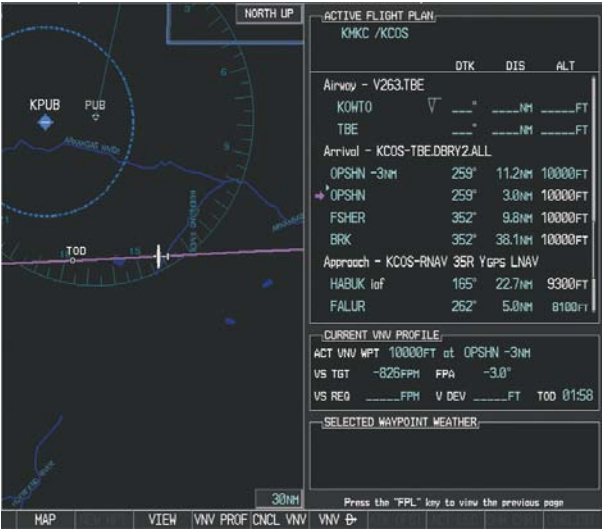 NORTH UP
KPUB PUB
ARKANSAS RIVER
TOD
30NM
ACTIVE FLIGHT PLAN
KMKC /KCOS
DTK DIS ALT
Airway - V263.TBE
KOWTO ___° ____NM _____FT
TBE ___° ____NM _____FT
Arrival - KCOS-TBE.DBRY2.ALL
OPSHN -3NM 259° 11.2NM 10000FT
OPSHN 259° 3.0NM 10000FT
FSHER 352° 9.8NM 10000FT
BRK 352° 38.1NM 10000FT
Approach - KCOS-RNAV 35R YGPS LNAV
HABUK iaf 165° 22.7NM 9300FT
FALUR 262° 5.0NM 8100FT
CURRENT VNV PROFILE
ACT VNV WPT 10000FT at OPSHN -3NM
VS TGT -826FPM FPA -3.0°
VS REQ _____FPM V DEV _____FT TOD 01:58
SELECTED WAYPOINT WEATHER
Press the "FPL" key to view the previous page
MAP VIEW VNV PROF CNCL VNV VNV D